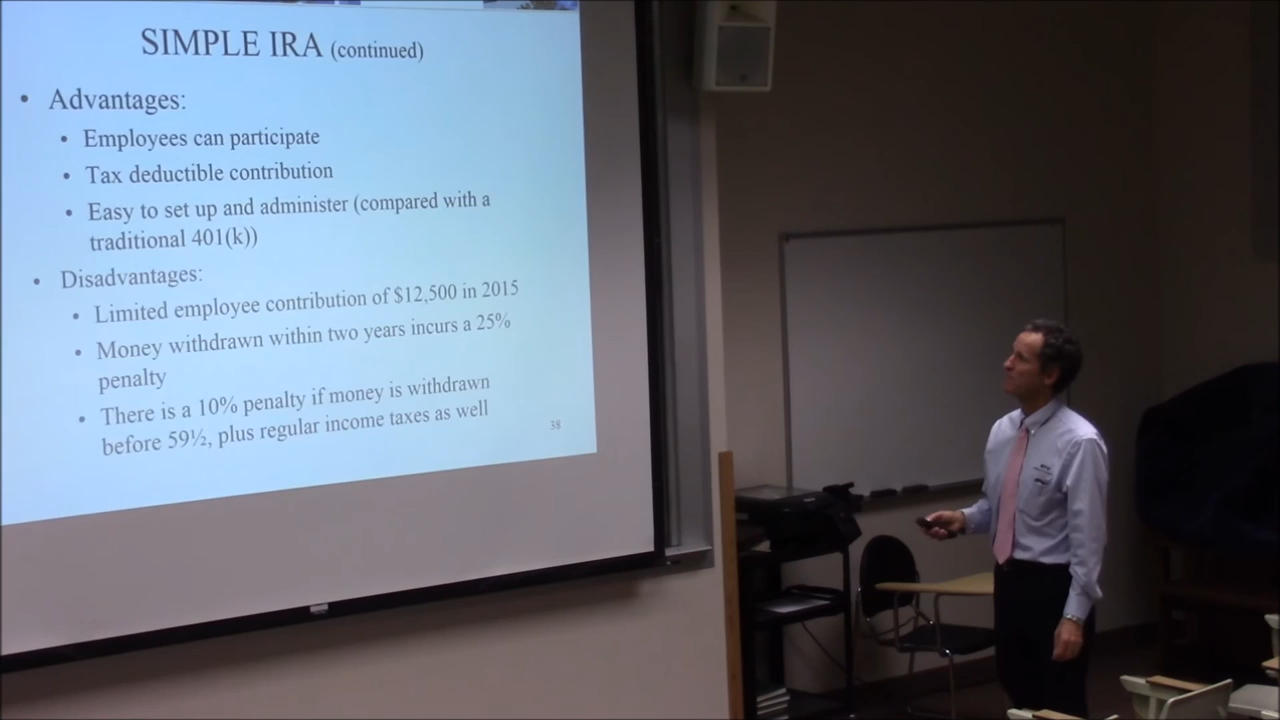 SIMPLE IRA (continued)
• Advantages:
• Employees can participate
• Tax deductible contribution
• Easy to set up and administer (compared with a
traditional 401(k))
• Disadvantages:
• Limited employee contribution of $12,500 in 2015
• Money withdrawn within two years incurs a 25%
penalty
• There is a 10% penalty if money is withdrawn
before 59½, plus regular income taxes as well
38